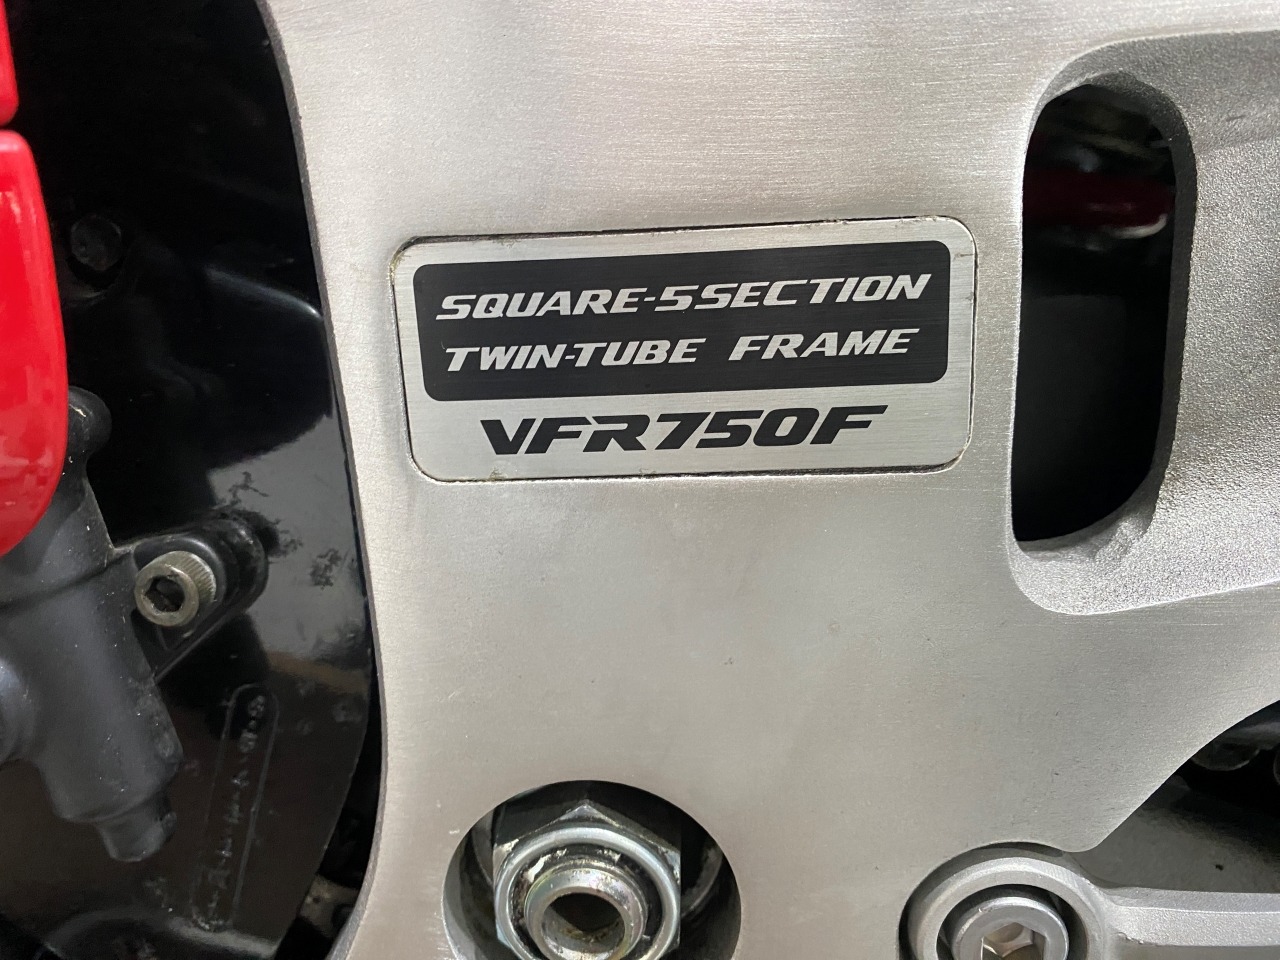 SQUARE-5SECTION
TWIN-TUBE FRAME
VFR750F